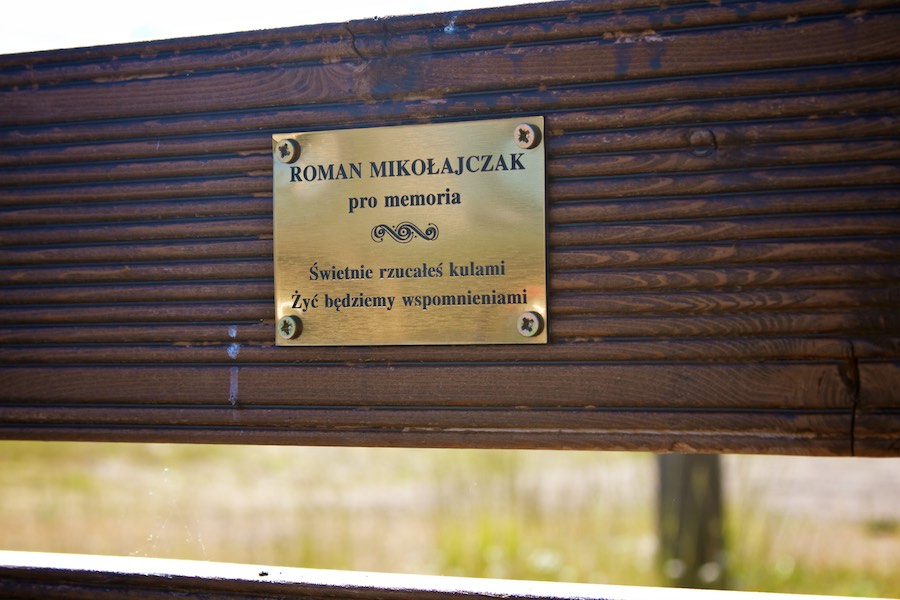 ROMAN MIKOŁAJCZAK
pro memoria
Świetnie rzucałeś kulami
Żyć będziemy wspomnieniami